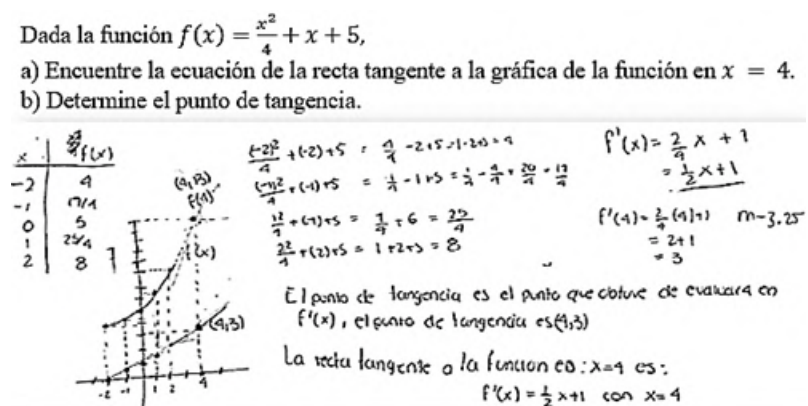 Dada la función f(x) = x²/4 + x + 5,
a) Encuentre la ecuación de la recta tangente a la gráfica de la función en x = 4.
b) Determine el punto de tangencia.
x | f(x)
-2 | 4
-1 | 17/4
0 | 5
1 | 25/4
2 | 8
(4,13)
f(4)
f(x)
(4,3)
-2 -1 1 2 4
(-2)²/4 + (-2) + 5 = 4/4 - 2 + 5 = 1 - 2 + 5 = 4
(-1)²/4 + (-1) + 5 = 1/4 - 1 + 5 = 1/4 - 4/4 + 20/4 = 17/4
1²/4 + (1) + 5 = 1/4 + 6 = 25/4
2²/4 + (2) + 5 = 1 + 2 + 5 = 8
f'(x) = 2/4 x + 1
= 1/2 x + 1
f'(4) = 2/4 (4) + 1 m = 3.25
= 2 + 1
= 3
El punto de tangencia es el punto que obtuve de evaluar 4 en
f'(x), el punto de tangencia es (4,3)
La recta tangente a la función en : x=4 es:
f'(x) = 1/2 x + 1 con x = 4